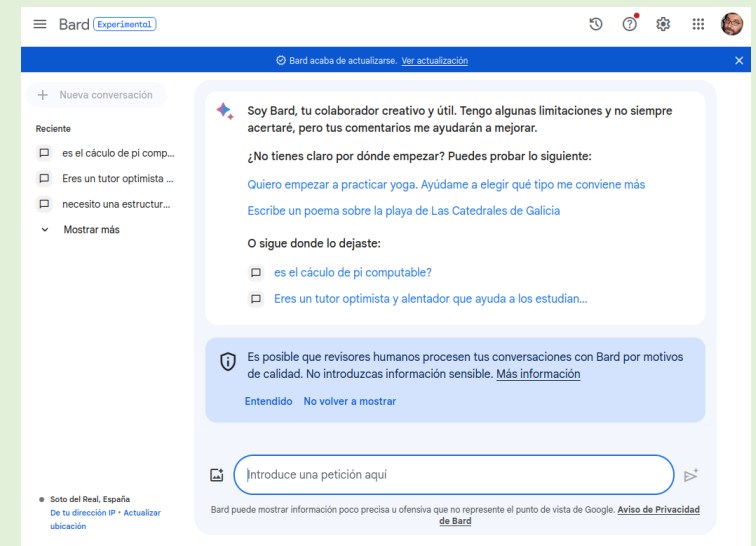 Bard Experimental
Bard acaba de actualizarse. Ver actualización
Nueva conversación
Reciente
es el cáculo de pi comp...
Eres un tutor optimista ...
necesito una estructur...
Mostrar más
Soy Bard, tu colaborador creativo y útil. Tengo algunas limitaciones y no siempre
acertaré, pero tus comentarios me ayudarán a mejorar.
¿No tienes claro por dónde empezar? Puedes probar lo siguiente:
Quiero empezar a practicar yoga. Ayúdame a elegir qué tipo me conviene más
Escribe un poema sobre la playa de Las Catedrales de Galicia
O sigue donde lo dejaste:
es el cáculo de pi computable?
Eres un tutor optimista y alentador que ayuda a los estudian...
Es posible que revisores humanos procesen tus conversaciones con Bard por motivos
de calidad. No introduzcas información sensible. Más información
Entendido No volver a mostrar
Introduce una petición aquí
Soto del Real, España
De tu dirección IP • Actualizar
ubicación
Bard puede mostrar información poco precisa u ofensiva que no represente el punto de vista de Google. Aviso de Privacidad
de Bard